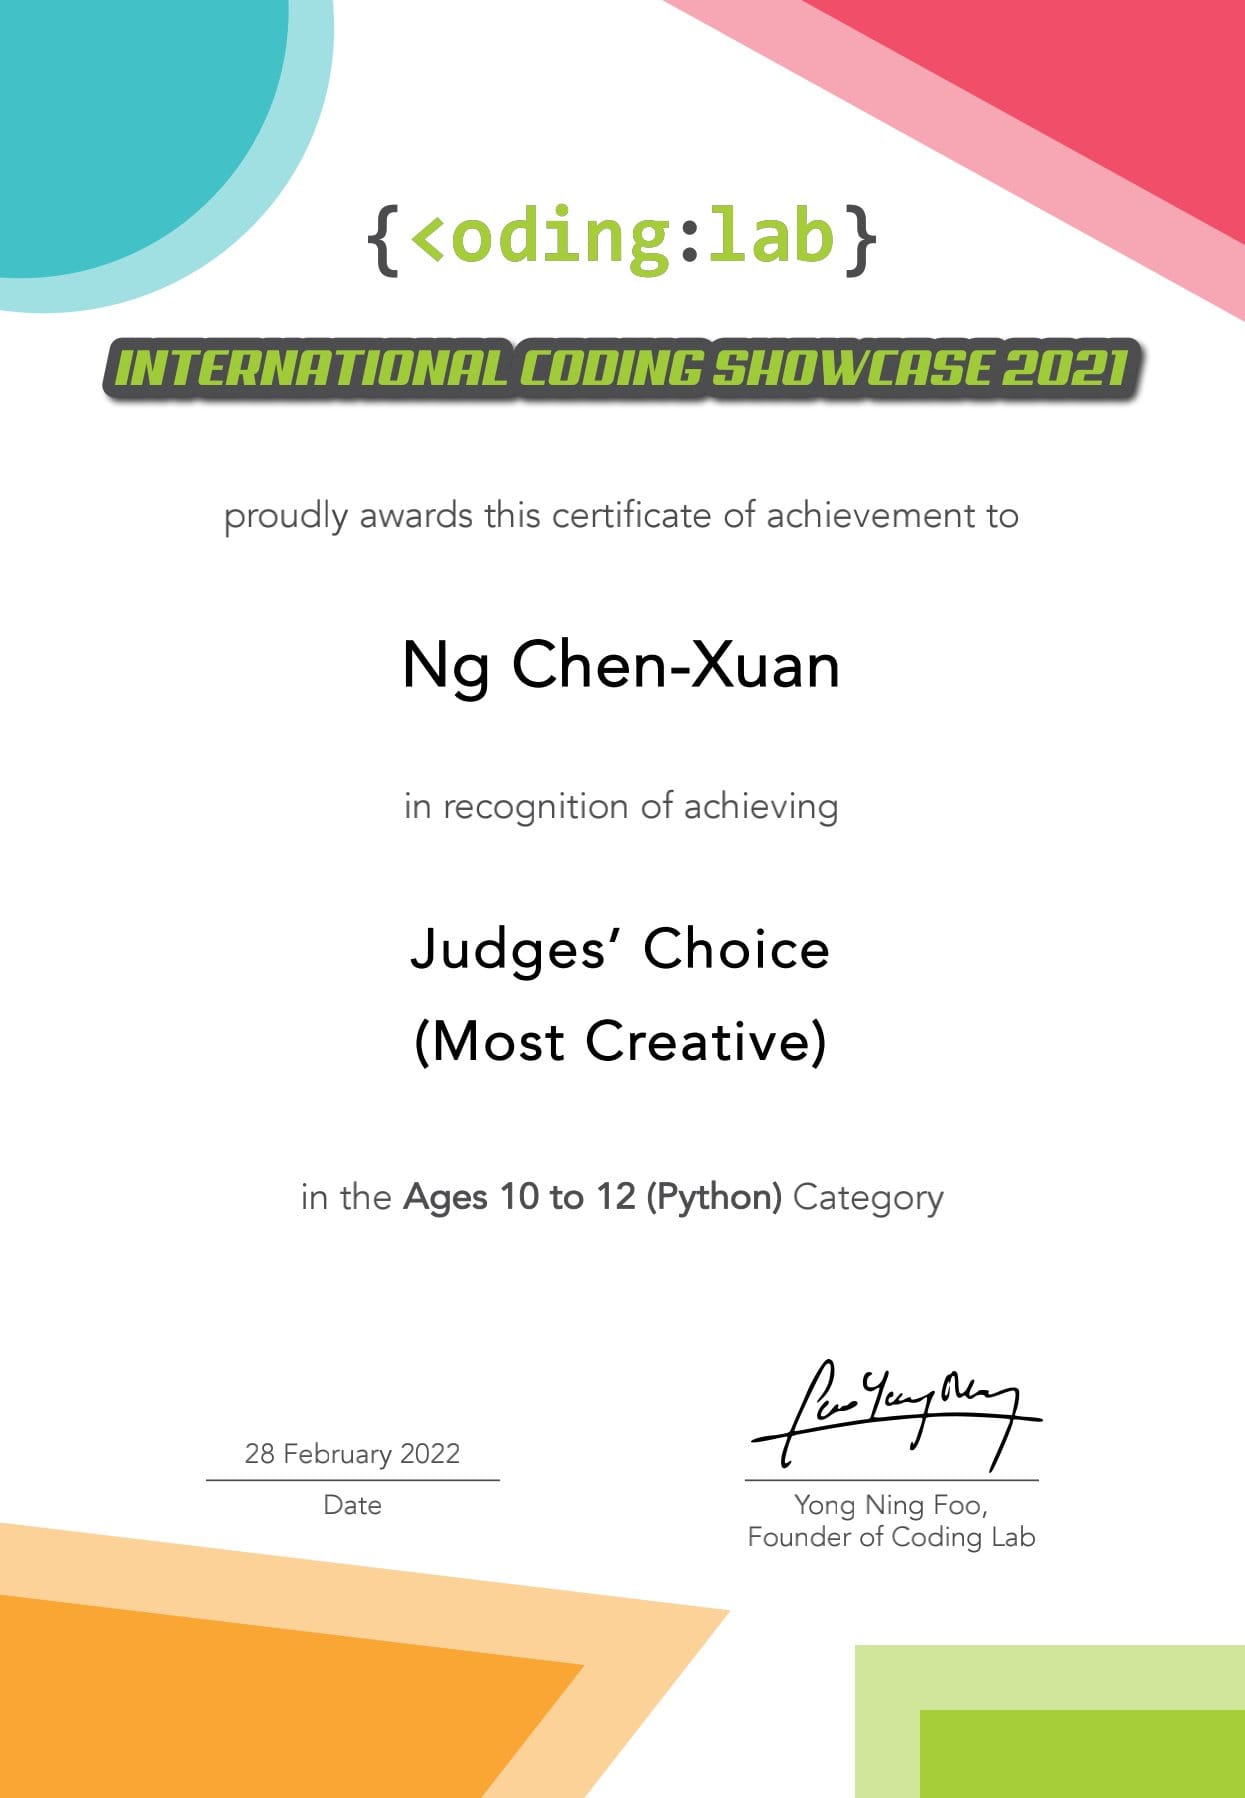 {<oding:lab}
INTERNATIONAL CODING SHOWCASE 2021
proudly awards this certificate of achievement to
Ng Chen-Xuan
in recognition of achieving
Judges’ Choice
(Most Creative)
in the Ages 10 to 12 (Python) Category
28 February 2022
Date
Yong Ning Foo,
Founder of Coding Lab